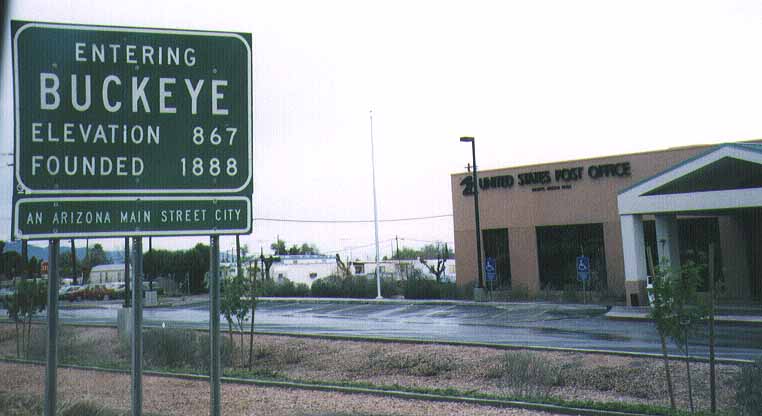 ENTERING
BUCKEYE
ELEVATION 867
FOUNDED 1888
AN ARIZONA MAIN STREET CITY
UNITED STATES POST OFFICE